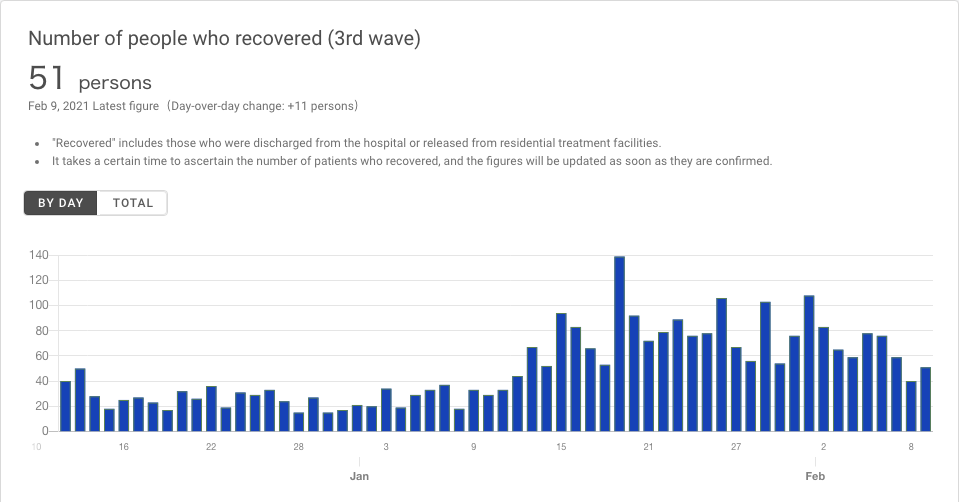 Number of people who recovered (3rd wave)
51 persons
Feb 9, 2021 Latest figure (Day-over-day change: +11 persons)
• "Recovered" includes those who were discharged from the hospital or released from residential treatment facilities.
• It takes a certain time to ascertain the number of patients who recovered, and the figures will be updated as soon as they are confirmed.
BY DAY TOTAL
140
120
100
80
60
40
20
0
10 16 22 28 3 9 15 21 27 2 8
Jan Feb